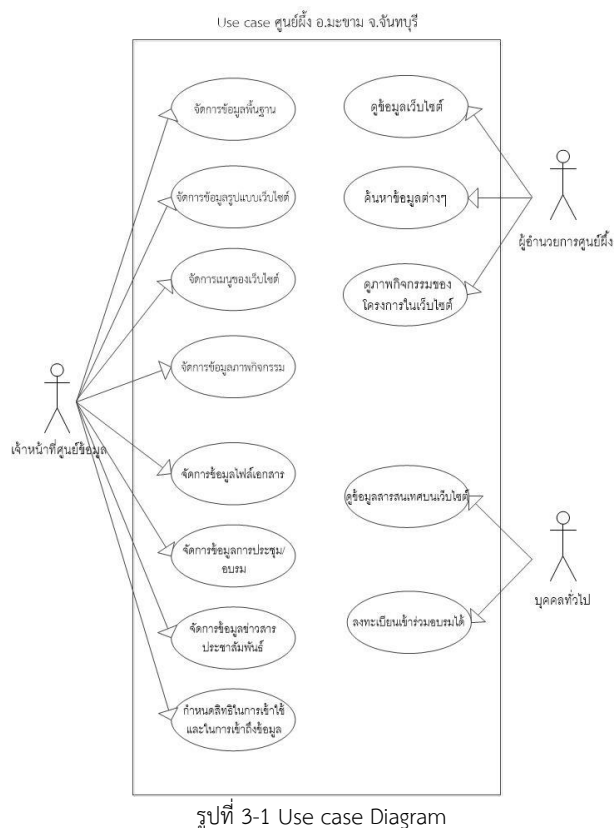 Use case ศูนย์ผึ้ง อ.มะขาม จ.จันทบุรี
จัดการข้อมูลพื้นฐาน
จัดการข้อมูลรูปแบบเว็บไซต์
จัดการเมนูของเว็บไซต์
จัดการข้อมูลภาพกิจกรรม
เจ้าหน้าที่ศูนย์ข้อมูล
จัดการข้อมูลไฟล์เอกสาร
จัดการข้อมูลการประชุม/
อบรม
จัดการข้อมูลข่าวสาร
ประชาสัมพันธ์
กำหนดสิทธิในการเข้าใช้
และในการเข้าถึงข้อมูล
ดูข้อมูลเว็บไซต์
ค้นหาข้อมูลต่างๆ
ดูภาพกิจกรรมของ
โครงการในเว็บไซต์
ผู้อำนวยการศูนย์ผึ้ง
ดูข้อมูลสารสนเทศบนเว็บไซต์
ลงทะเบียนเข้าร่วมอบรมได้
บุคคลทั่วไป
รูปที่ 3-1 Use case Diagram